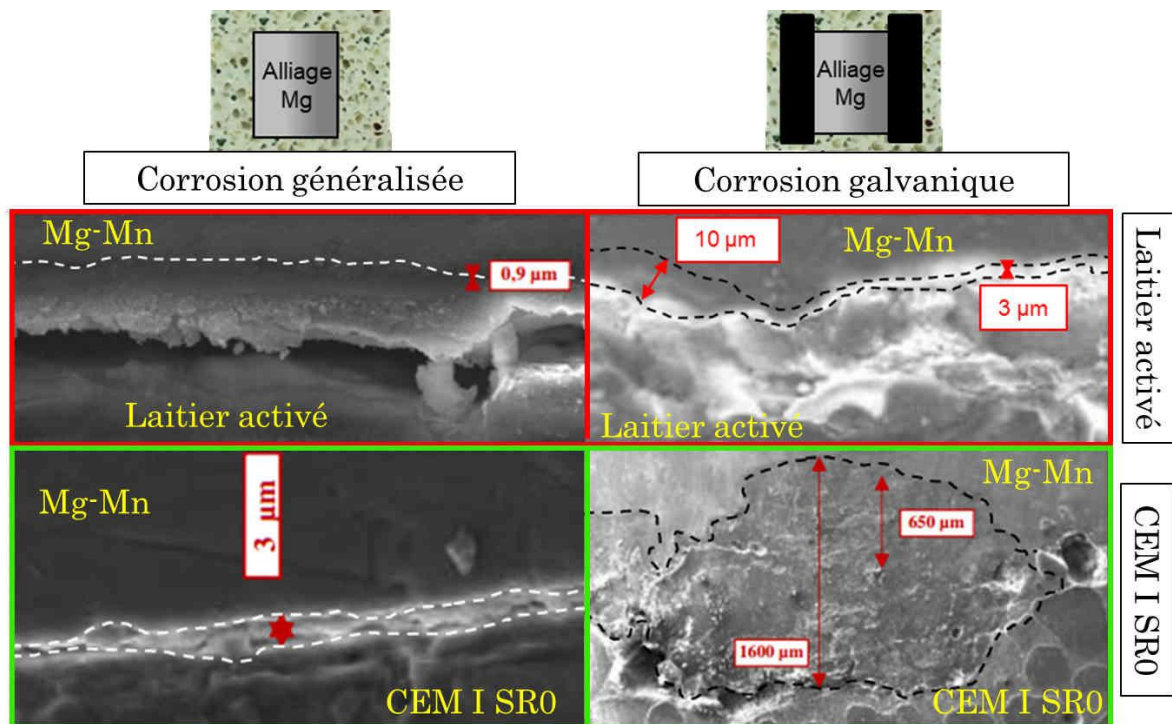 Alliage
Mg
Alliage
Mg
Corrosion généralisée
Corrosion galvanique
Mg-Mn
0,9 µm
Laitier activé
10 µm
Mg-Mn
3 µm
Laitier activé
Laitier activé
Mg-Mn
3 µm
CEM I SR0
Mg-Mn
650 µm
1600 µm
CEM I SR0
CEM I SR0